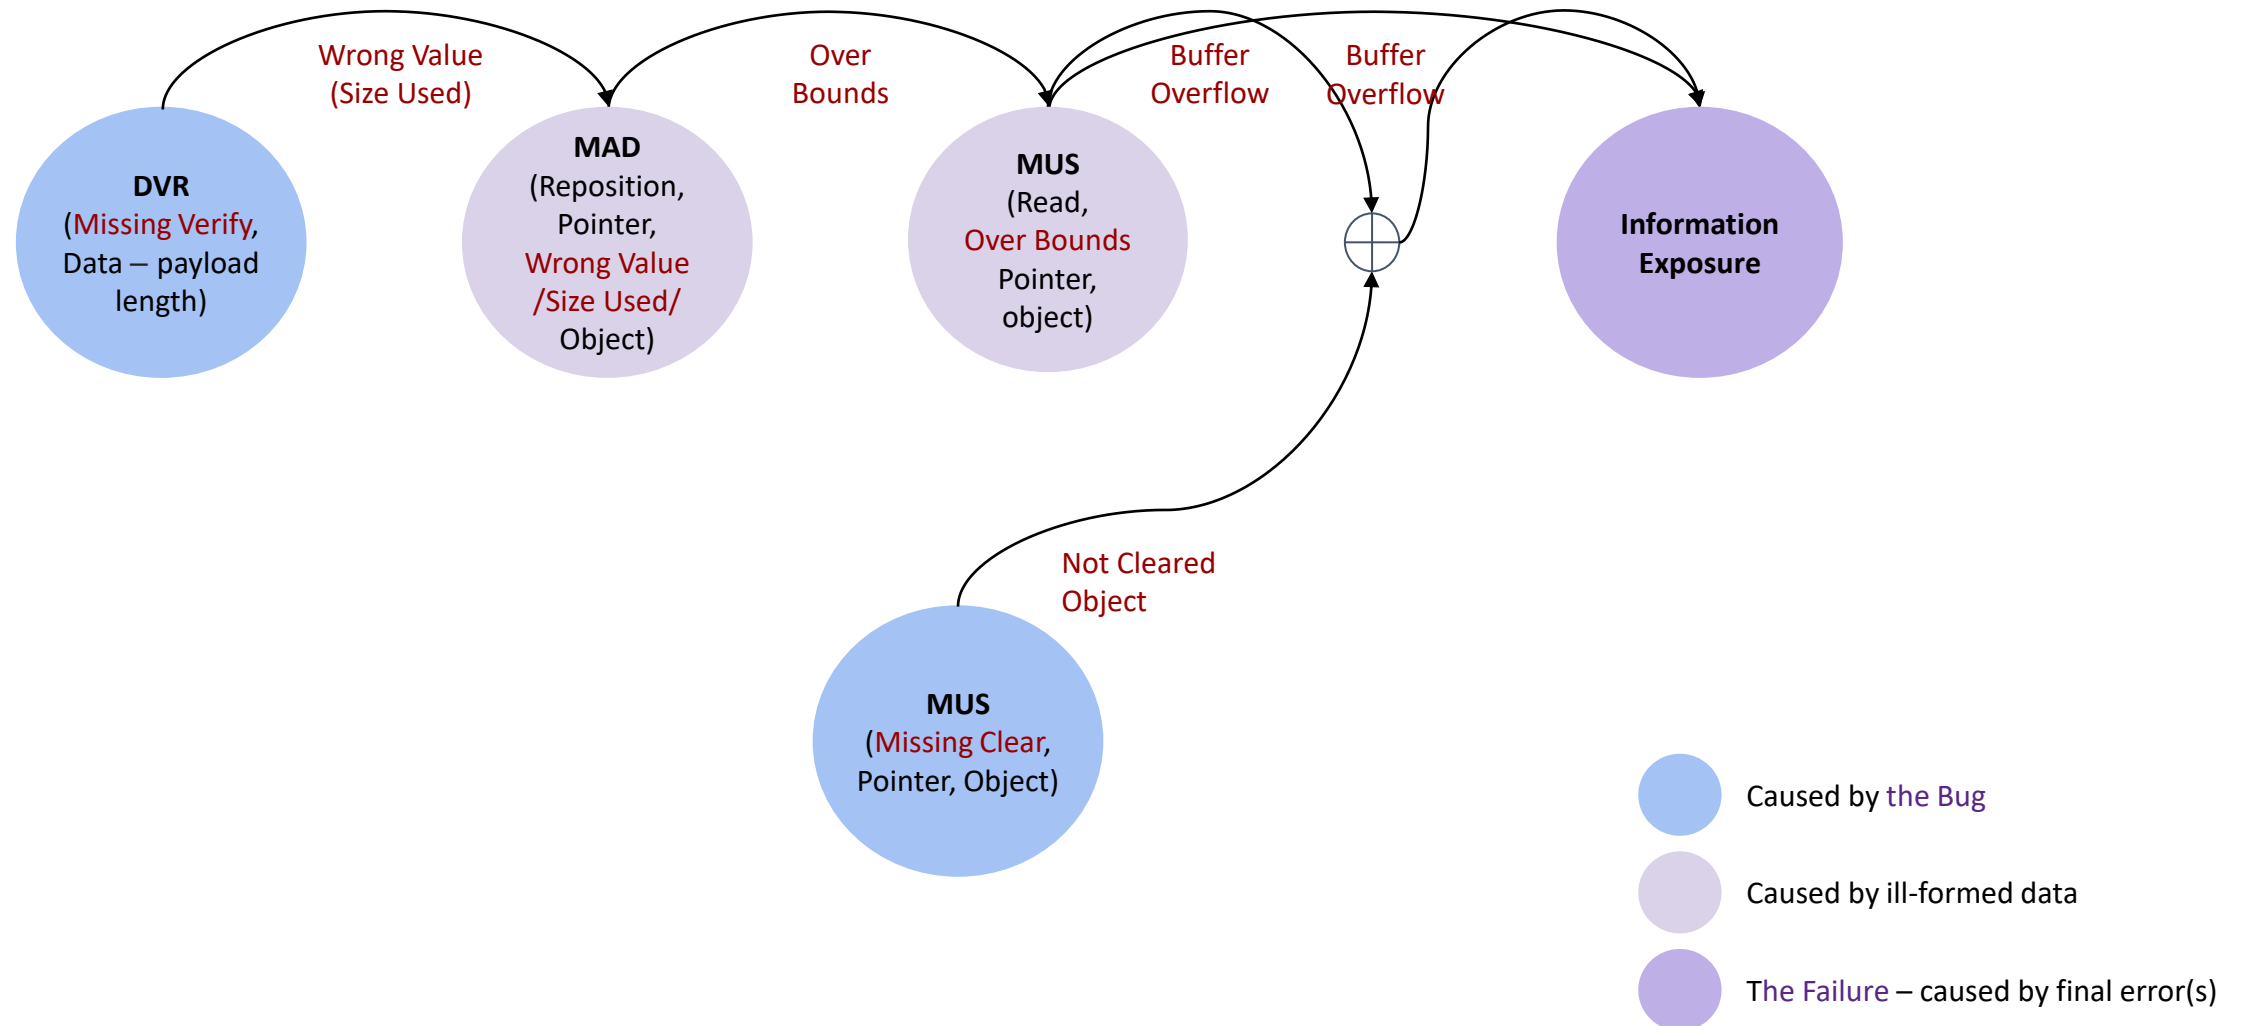 Wrong Value
(Size Used)
Over
Bounds
Buffer
Overflow
Buffer
Overflow
DVR
(Missing Verify,
Data – payload
length)
MAD
(Reposition,
Pointer,
Wrong Value
/Size Used/
Object)
MUS
(Read,
Over Bounds
Pointer,
object)
Information
Exposure
Not Cleared
Object
MUS
(Missing Clear,
Pointer, Object)
Caused by the Bug
Caused by ill-formed data
The Failure – caused by final error(s)